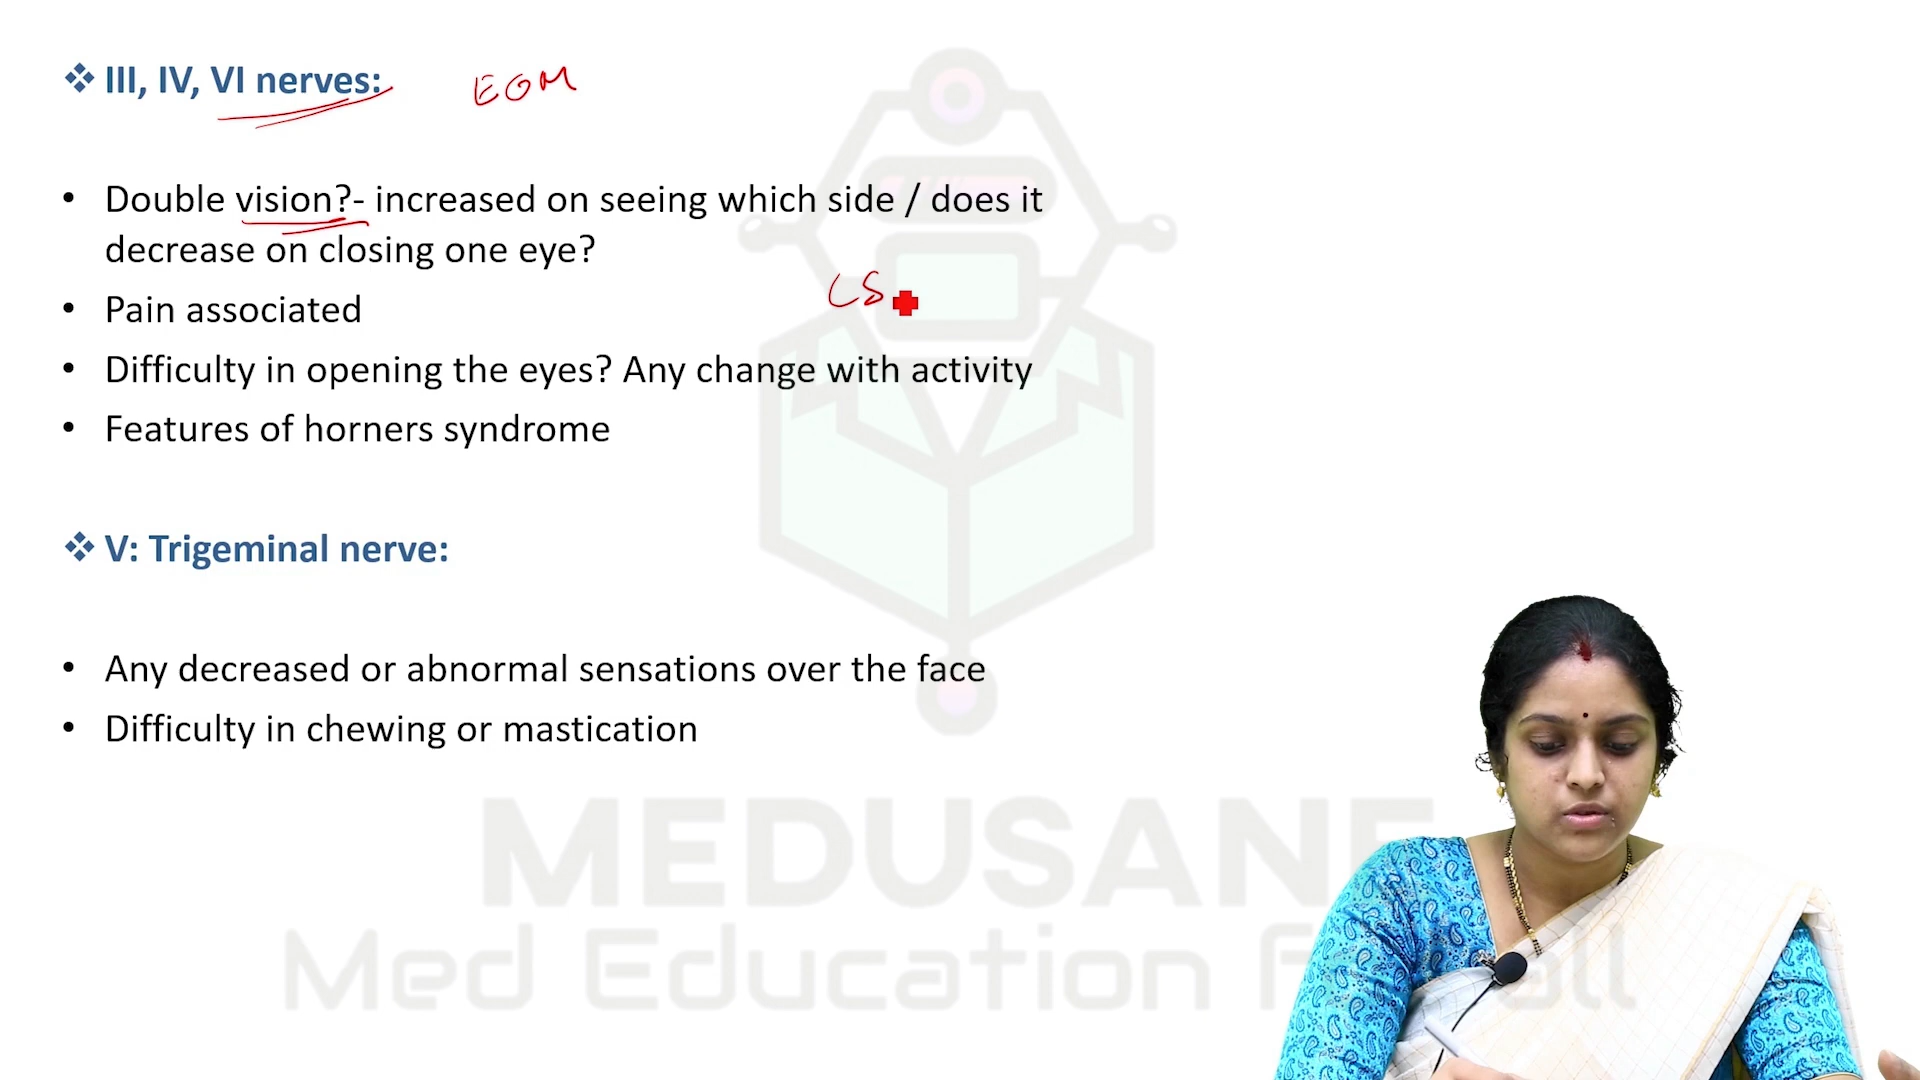 III, IV, VI nerves: EOM
Double vision?- increased on seeing which side / does it
decrease on closing one eye?
CS
Pain associated
Difficulty in opening the eyes? Any change with activity
Features of horners syndrome
V: Trigeminal nerve:
Any decreased or abnormal sensations over the face
Difficulty in chewing or mastication
MEDUSANE
Med Education F all